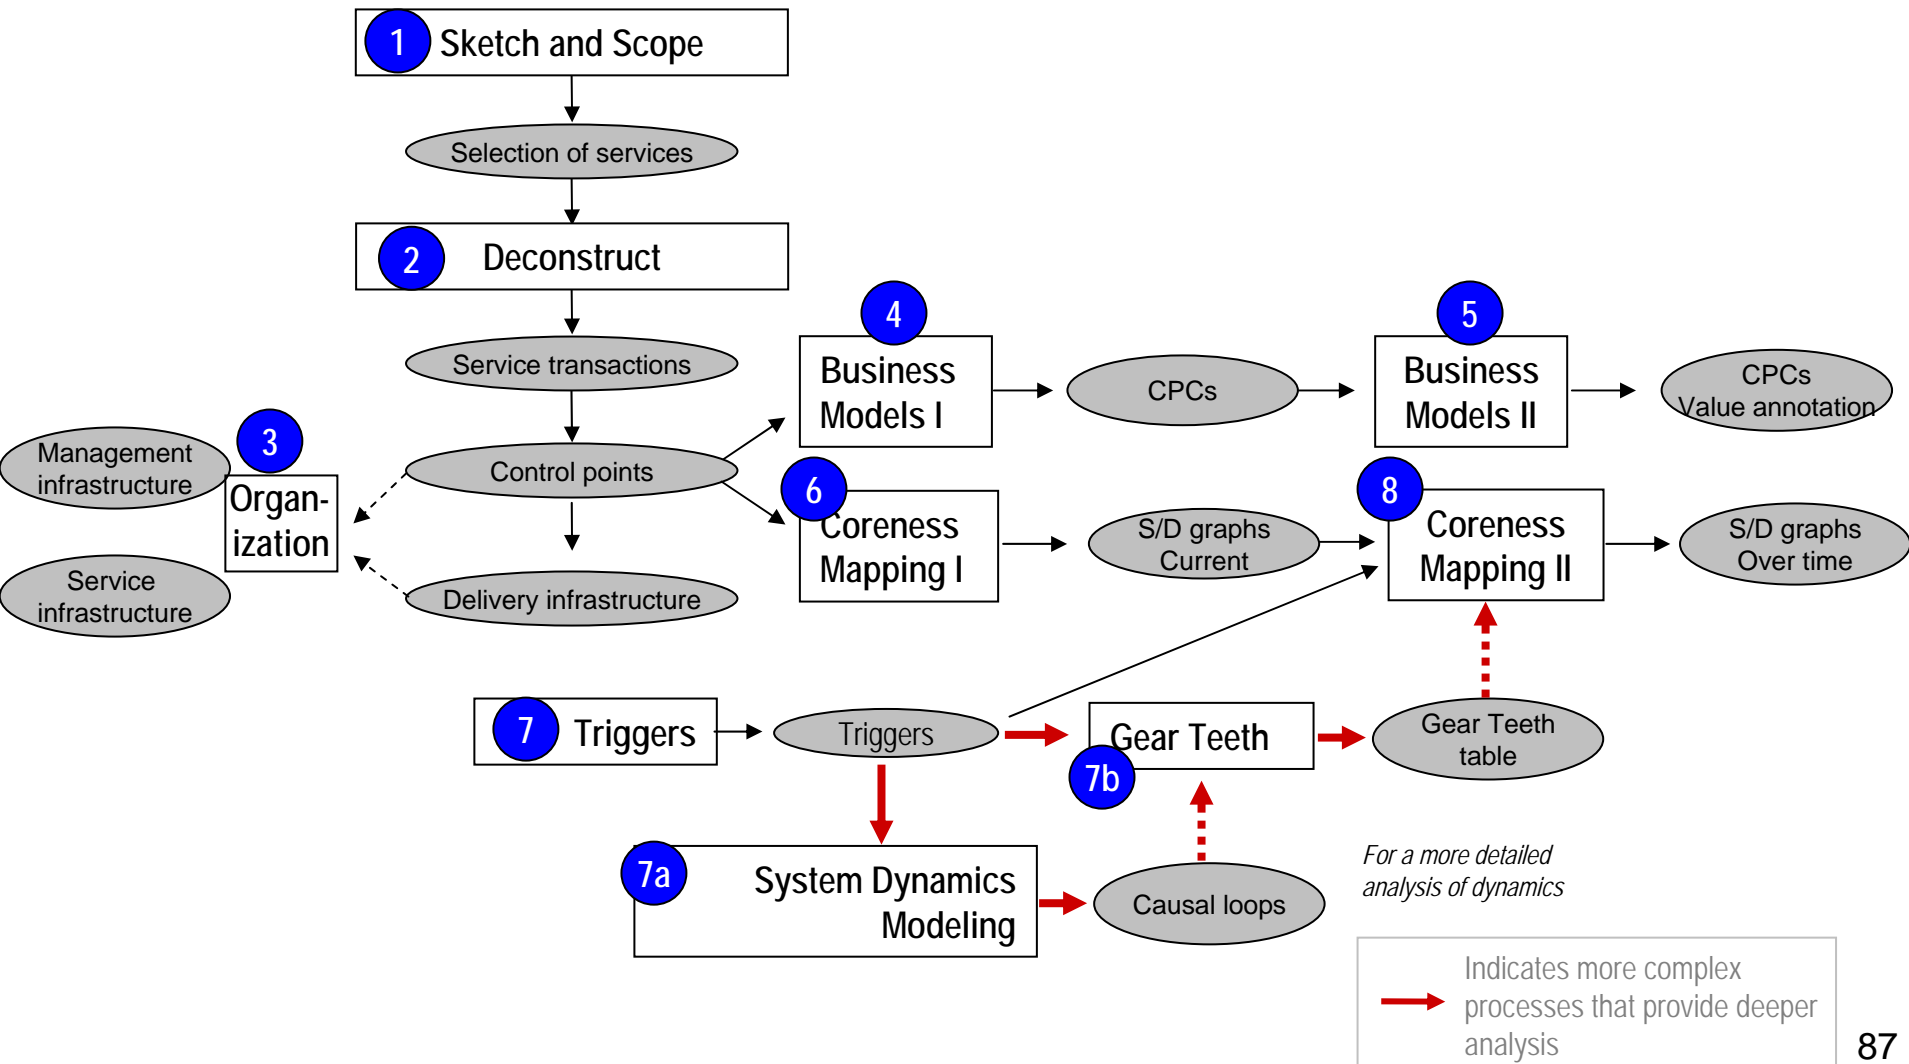 1 Sketch and Scope
Selection of services
2 Deconstruct
Service transactions
Control points
Delivery infrastructure
3
Organ-
ization
Management
infrastructure
Service
infrastructure
4
Business
Models I
CPCs
5
Business
Models II
CPCs
Value annotation
6
Coreness
Mapping I
S/D graphs
Current
8
Coreness
Mapping II
S/D graphs
Over time
7 Triggers
Triggers
Gear Teeth
7b
Gear Teeth
table
7a
System Dynamics
Modeling
Causal loops
For a more detailed
analysis of dynamics
Indicates more complex
processes that provide deeper
analysis
87